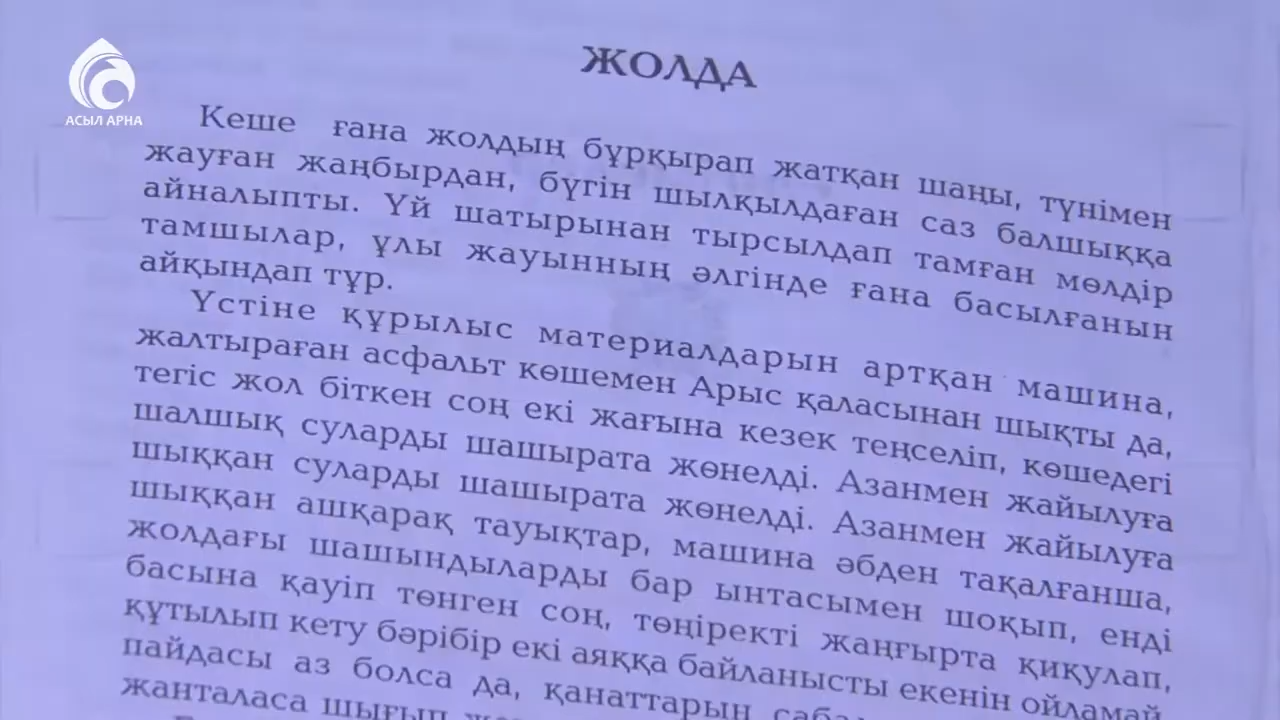 АСЫЛ АРНА
ЖОЛДА
Кеше ғана жолдың бұрқырап жатқан шаңы, түнімен
жауған жаңбырдан, бүгін шылқылдаған саз балшыққа
айналыпты. Үй шатырынан тырсылдап тамған мөлдір
тамшылар, ұлы жауынның әлгінде ғана басылғанын
айқындап тұр.
Үстіне құрылыс материалдарын артқан машина,
жалтыраған асфальт көшемен Арыс қаласынан шықты да,
тегіс жол біткен соң екі жағына кезек теңселіп, көшедегі
шалшық суларды шашырата жөнелді. Азанмен жайылуға
шыққан суларды шашырата жөнелді. Азанмен жайылуға
шыққан ашқарақ тауықтар, машина әбден тақалғанша,
жолдағы шашындыларды бар ынтасымен шоқып, енді
басына қауіп төнген соң, төңіректі жаңғырта қиқулап,
құтылып кету бәрібір екі аяққа байланысты екенін ойламай
пайдасы аз болса да, қанаттарын
жанталаса шығып